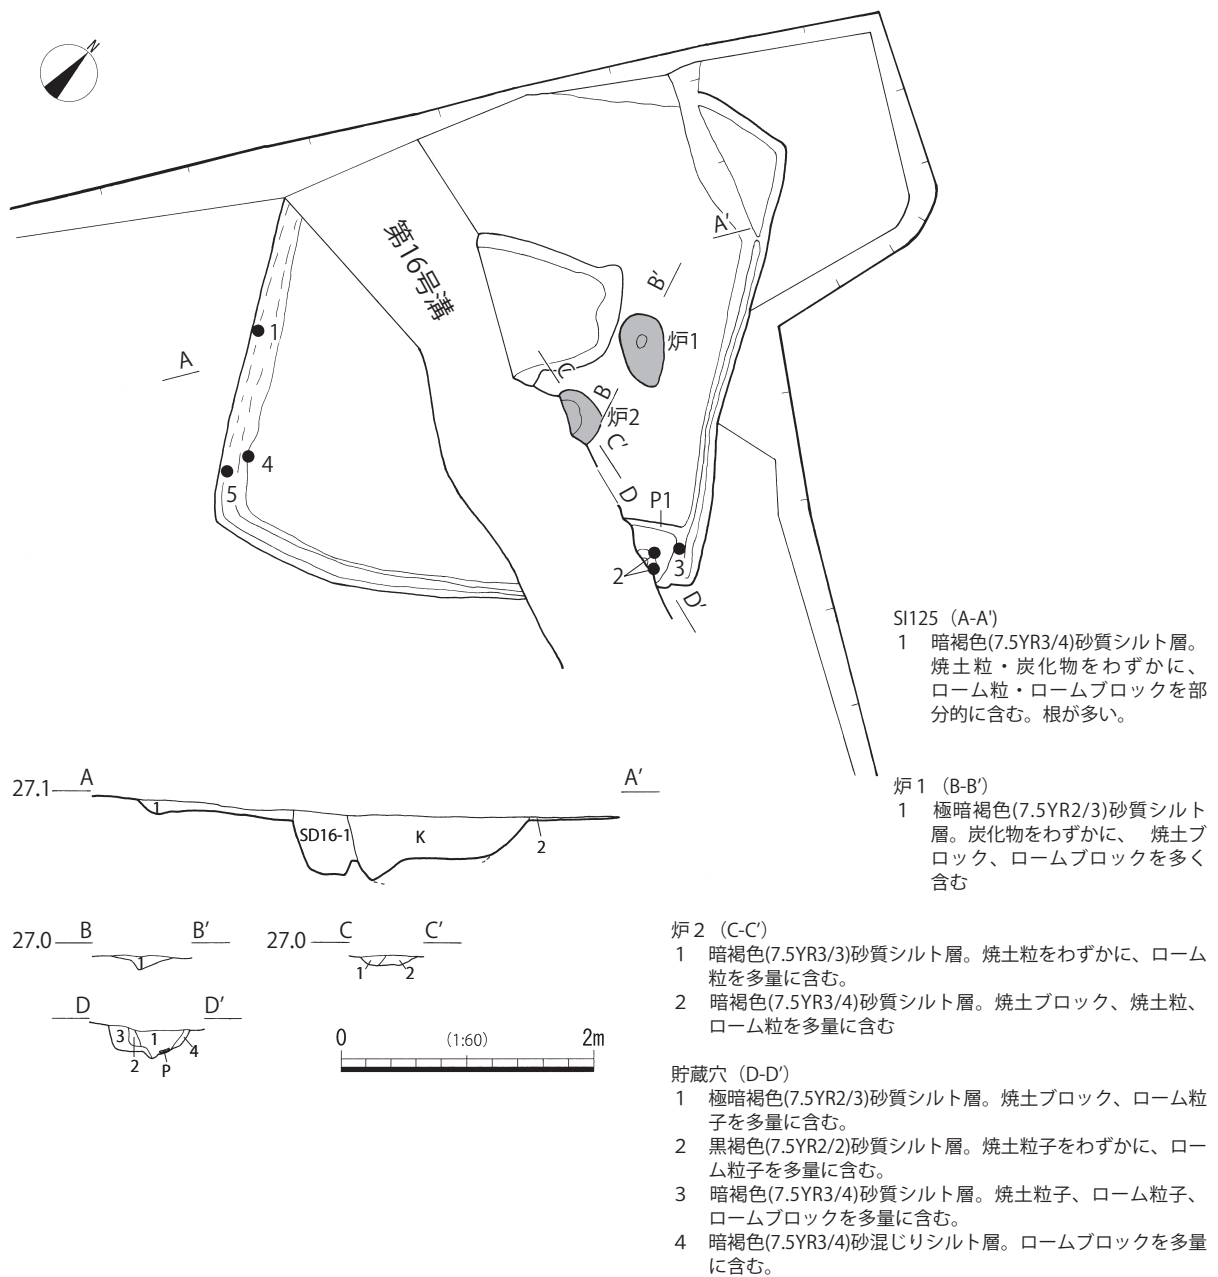 N
第16号溝
A'
B'
1
A
炉1
C
B
炉2
C'
4
5
D
P1
2
3
D'
SI125（A-A'）
1 暗褐色(7.5YR3/4)砂質シルト層。
焼土粒・炭化物をわずかに、
ローム粒・ロームブロックを部
分的に含む。根が多い。
27.1 A A'
1
SD16-1 K
2
炉1（B-B'）
1 極暗褐色(7.5YR2/3)砂質シルト
層。炭化物をわずかに、 焼土ブ
ロック、ロームブロックを多く
含む
27.0 B B'
1
27.0 C C'
1 2
D D'
3 1
2 P 4
0 （1:60） 2m
炉2（C-C'）
1 暗褐色(7.5YR3/3)砂質シルト層。焼土粒をわずかに、ローム
粒を多量に含む。
2 暗褐色(7.5YR3/4)砂質シルト層。焼土ブロック、焼土粒、
ローム粒を多量に含む
貯蔵穴（D-D'）
1 極暗褐色(7.5YR2/3)砂質シルト層。焼土ブロック、ローム粒
子を多量に含む。
2 黒褐色(7.5YR2/2)砂質シルト層。焼土粒子をわずかに、ロー
ム粒子を多量に含む。
3 暗褐色(7.5YR3/4)砂質シルト層。焼土粒子、ローム粒子、
ロームブロックを多量に含む。
4 暗褐色(7.5YR3/4)砂混じりシルト層。ロームブロックを多量
に含む。